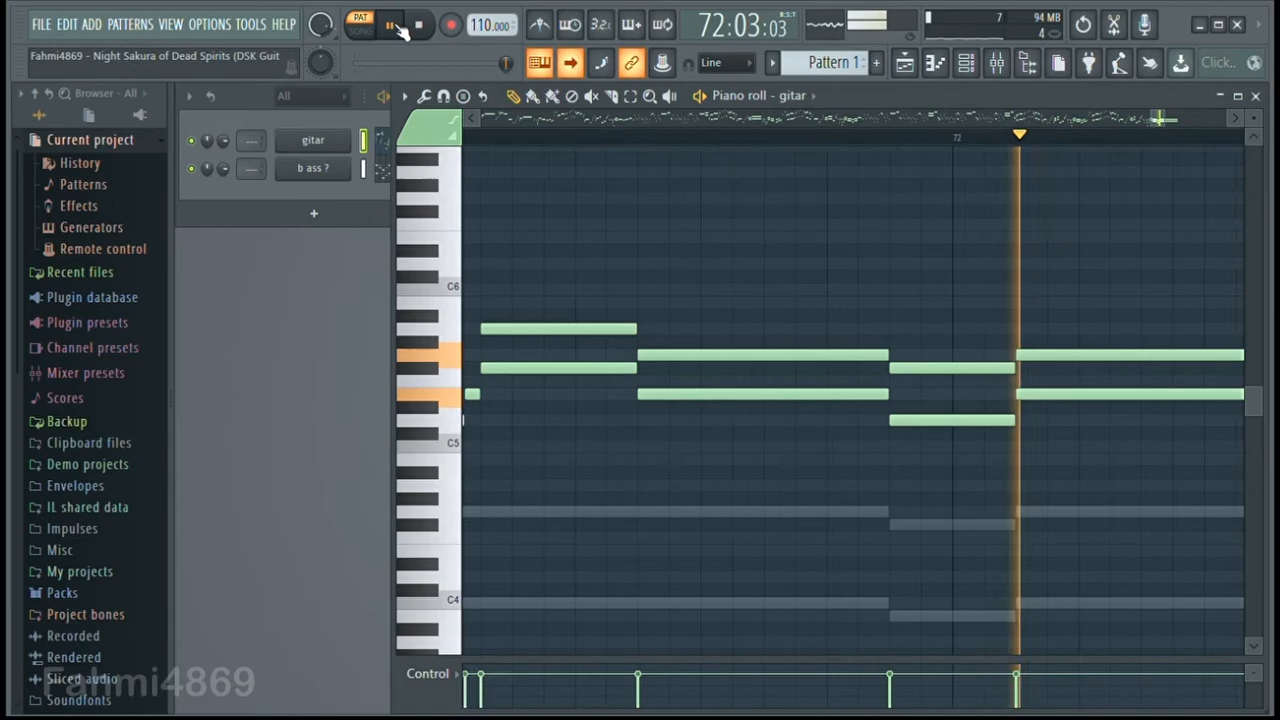 FILE EDIT ADD PATTERNS VIEW OPTIONS TOOLS HELP
PAT
SONG
110.000
3.2.
72:03:03
B:S:T
7
94 MB
4
Fahmi4869 - Night Sakura of Dead Spirits (DSK Guit
Line
Pattern 1
Click..
Browser - All
All
Piano roll - gitar
Current project
History
Patterns
Effects
Generators
Remote control
Recent files
Plugin database
Plugin presets
Channel presets
Mixer presets
Scores
Backup
Clipboard files
Demo projects
Envelopes
IL shared data
Impulses
Misc
My projects
Packs
Project bones
Recorded
Rendered
Sliced audio
Soundfonts
gitar
b ass ?
+
72
C6
C5
C4
Control
Fahmi4869